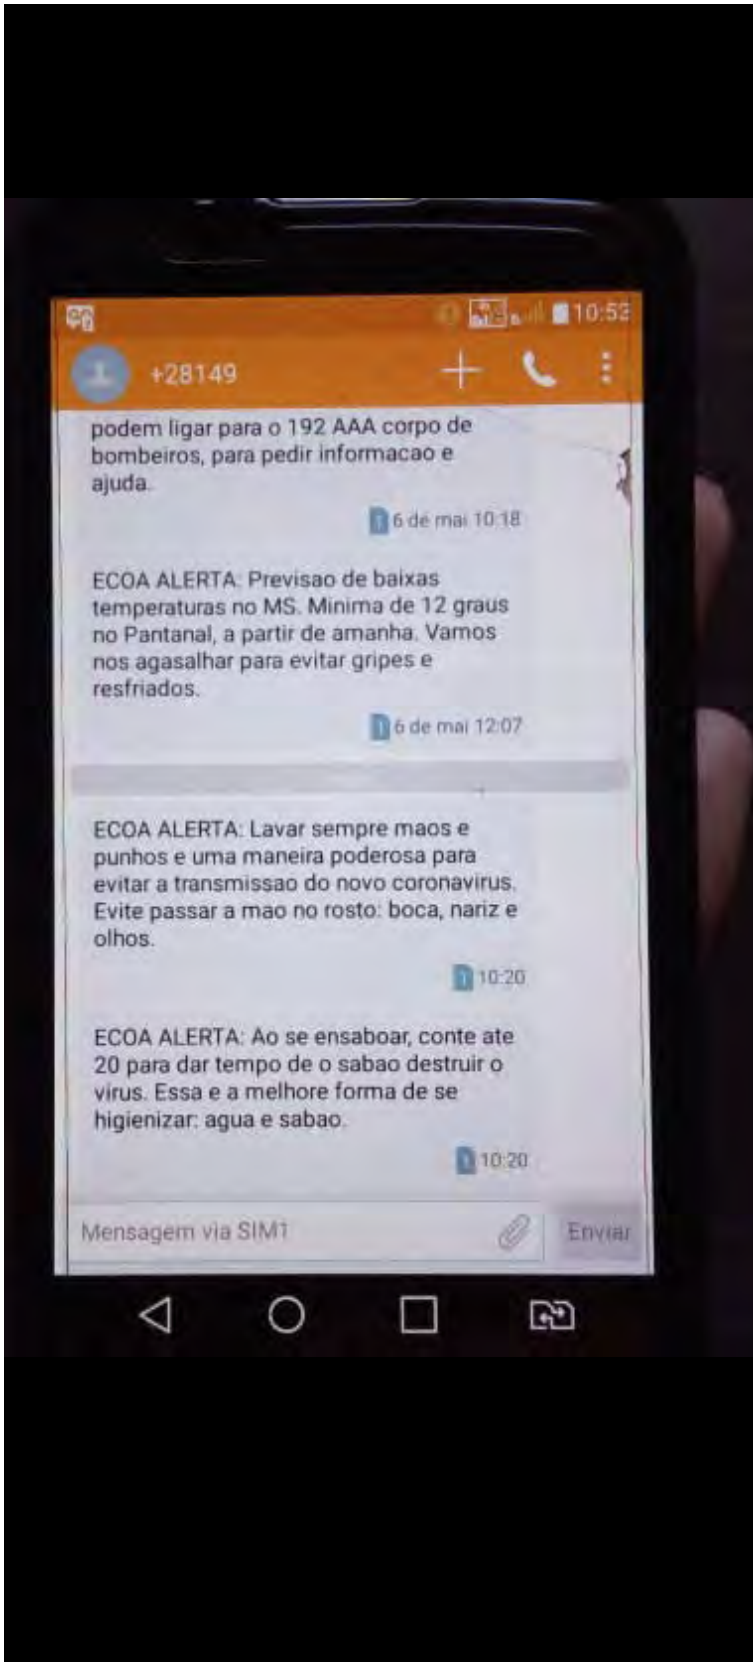 10:53
+28149
podem ligar para o 192 AAA corpo de
bombeiros, para pedir informacao e
ajuda.
1 6 de mai 10:18
ECOA ALERTA: Previsao de baixas
temperaturas no MS. Minima de 12 graus
no Pantanal, a partir de amanha. Vamos
nos agasalhar para evitar gripes e
resfriados.
1 6 de mai 12:07
ECOA ALERTA: Lavar sempre maos e
punhos e uma maneira poderosa para
evitar a transmissao do novo coronavirus.
Evite passar a mao no rosto: boca, nariz e
olhos.
1 10:20
ECOA ALERTA: Ao se ensaboar, conte ate
20 para dar tempo de o sabao destruir o
virus. Essa e a melhore forma de se
higienizar: agua e sabao.
1 10:20
Mensagem via SIM1
Enviar